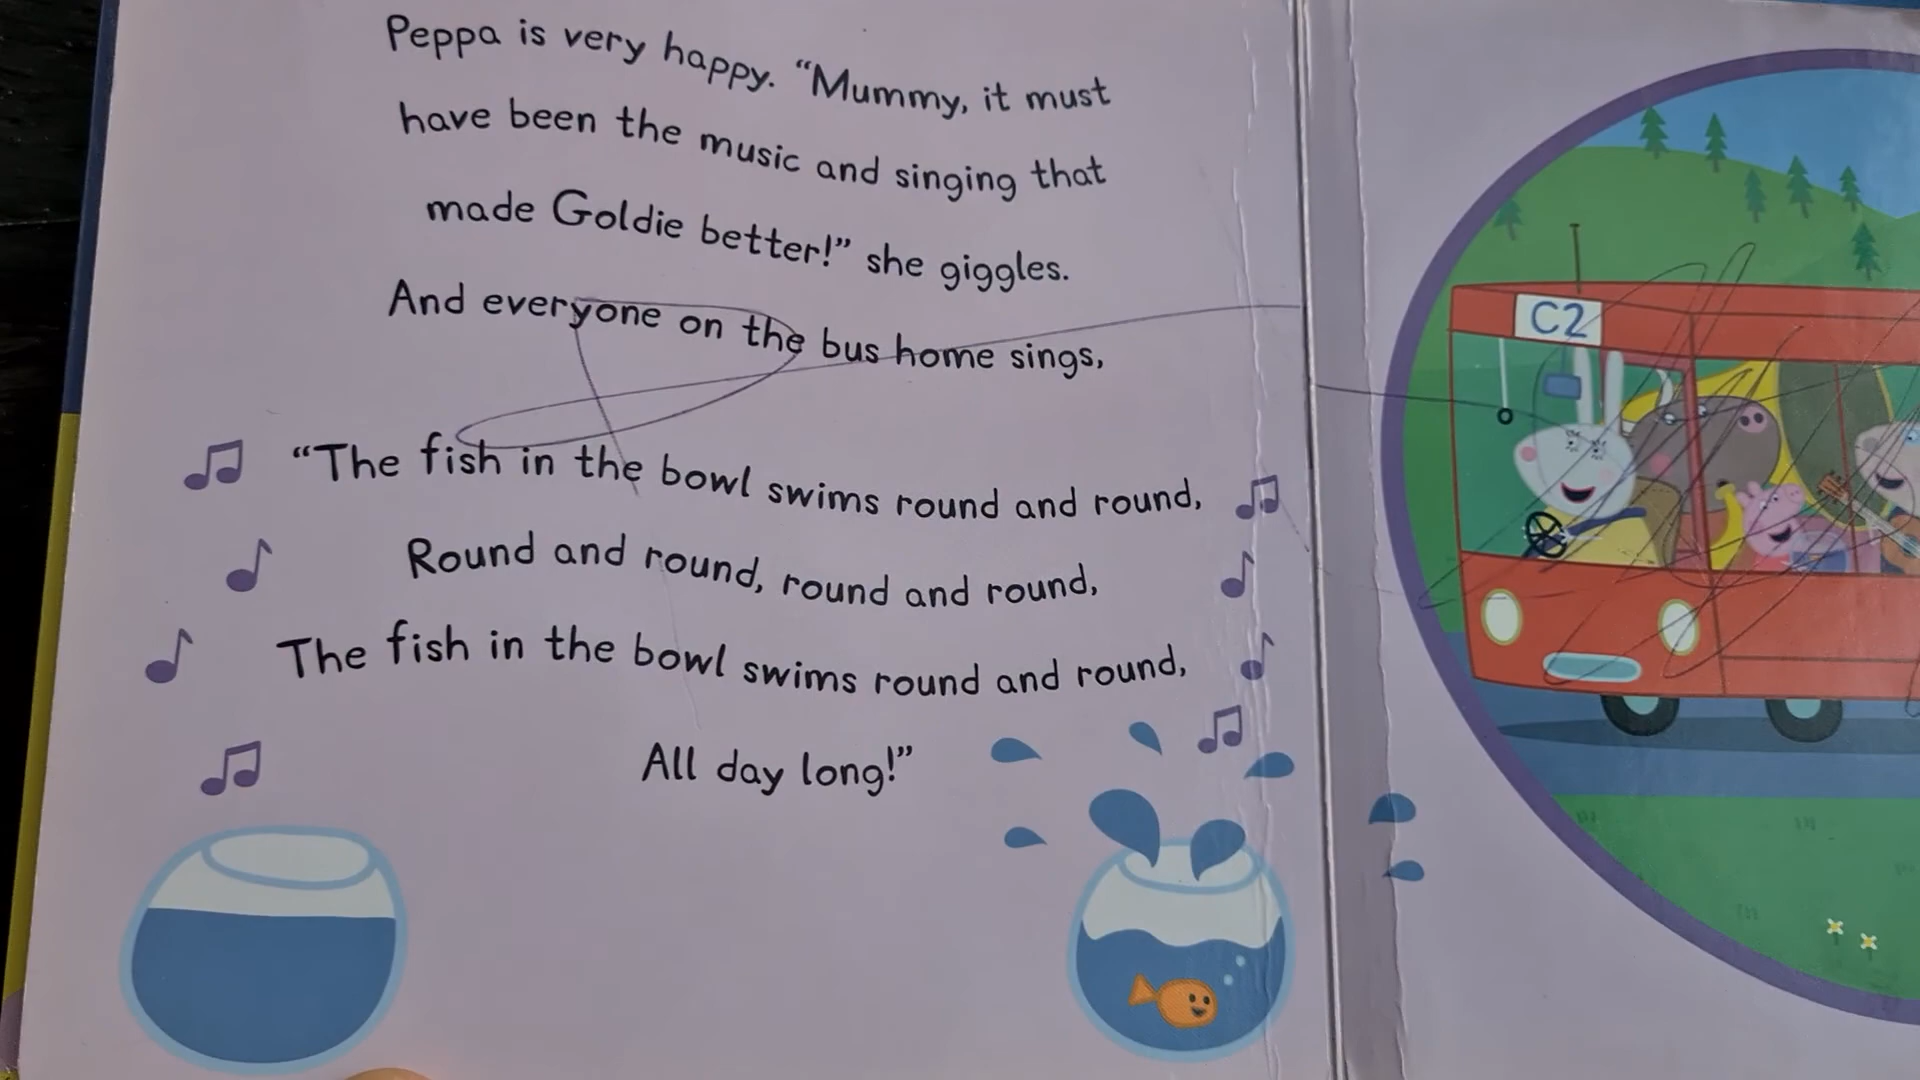 Peppa is very happy. “Mummy, it must
have been the music and singing that
made Goldie better!” she giggles.
And everyone on the bus home sings,
“The fish in the bowl swims round and round,
Round and round, round and round,
The fish in the bowl swims round and round,
All day long!”
C2